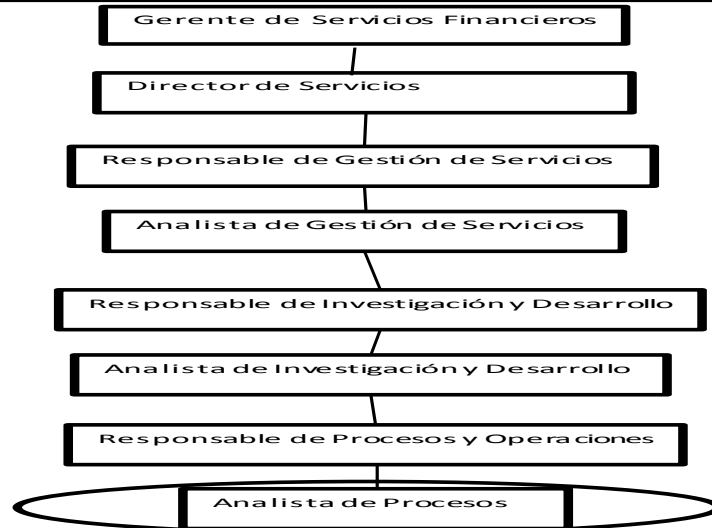 Gerente de Servicios Financieros
Director de Servicios
Responsable de Gestión de Servicios
Analista de Gestión de Servicios
Responsable de Investigación y Desarrollo
Analista de Investigación y Desarrollo
Responsable de Procesos y Operaciones
Analista de Procesos